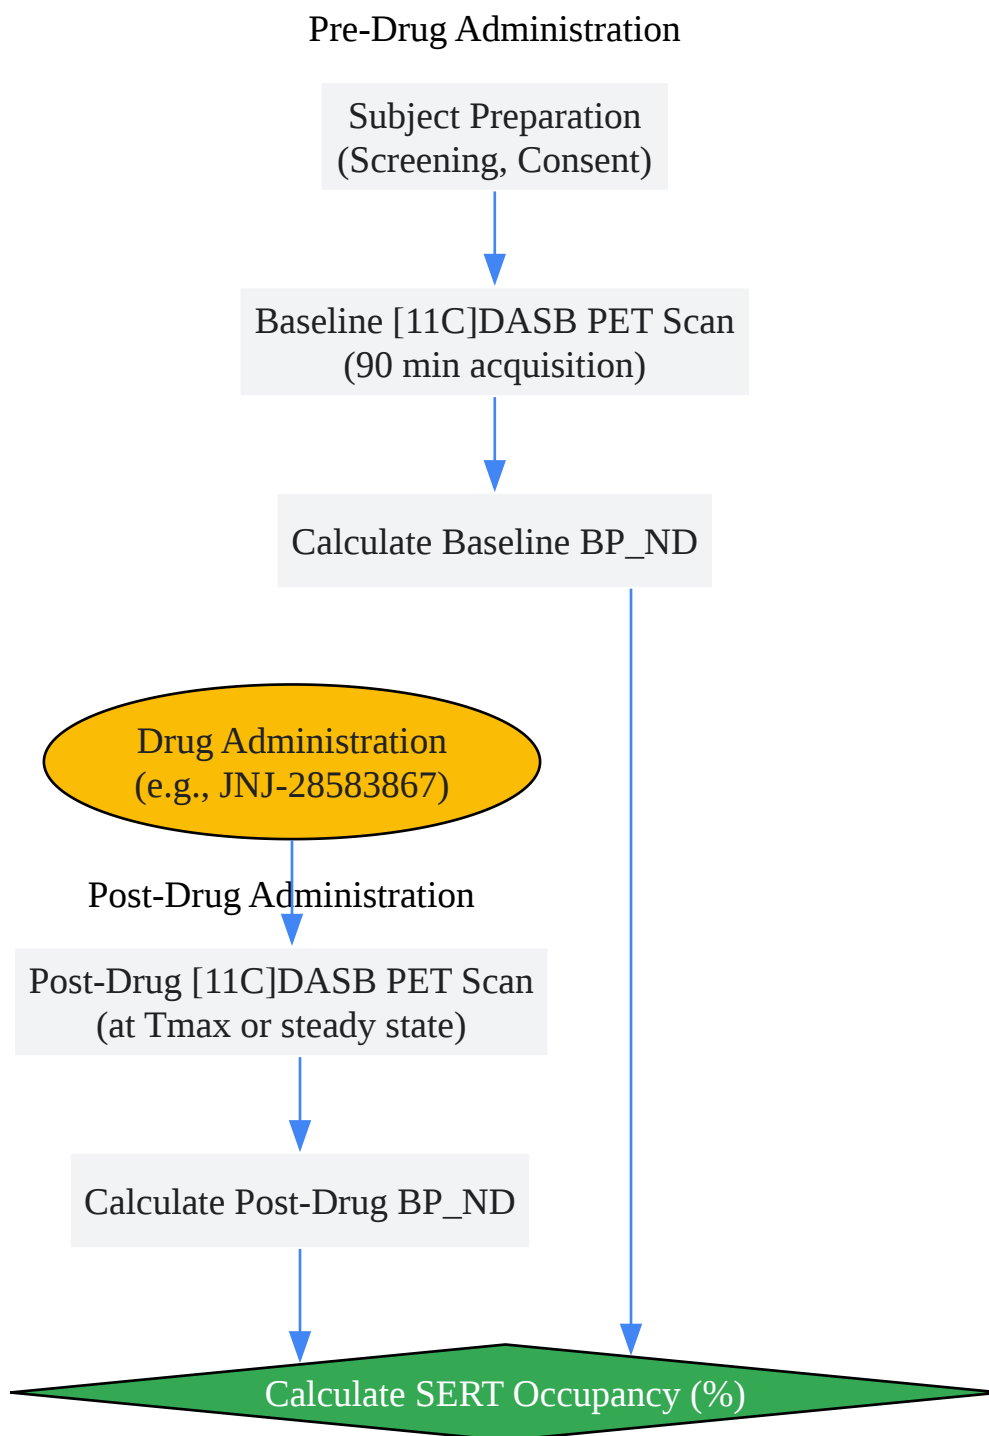 Pre-Drug Administration
Subject Preparation
(Screening, Consent)
Baseline [11C]DASB PET Scan
(90 min acquisition)
Calculate Baseline BP_ND
Drug Administration
(e.g., JNJ-28583867)
Post-Drug Administration
Post-Drug [11C]DASB PET Scan
(at Tmax or steady state)
Calculate Post-Drug BP_ND
Calculate SERT Occupancy (%)